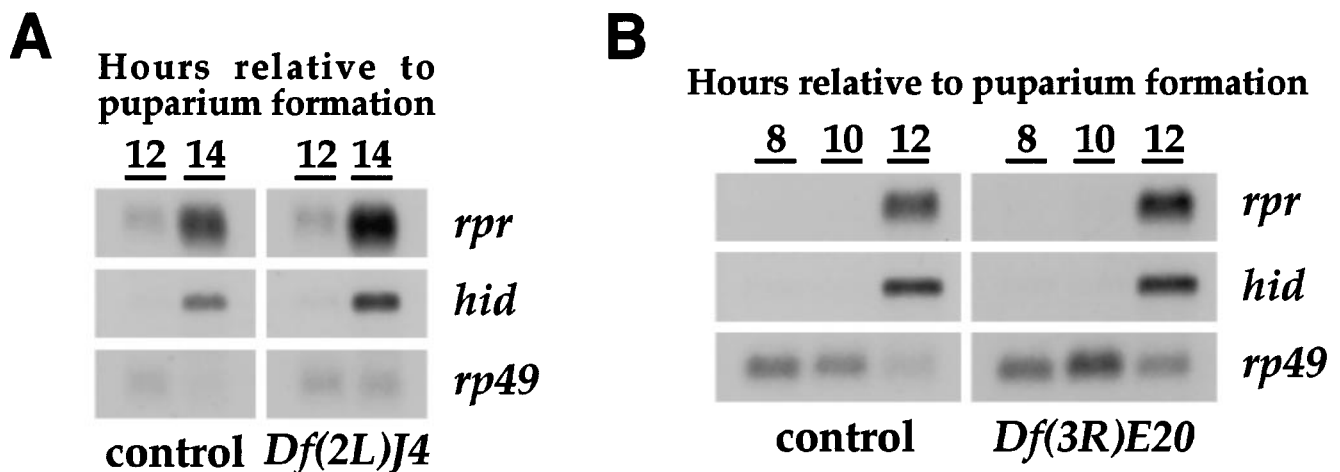 A
Hours relative to
puparium formation
12 14 12 14
rpr
hid
rp49
control Df(2L)J4
B
Hours relative to puparium formation
8 10 12 8 10 12
rpr
hid
rp49
control Df(3R)E20